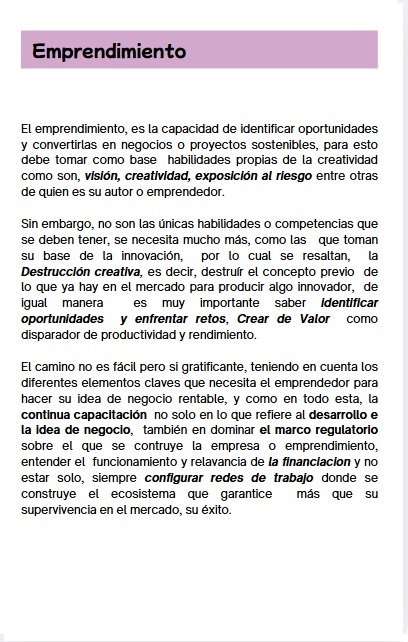 Emprendimiento
El emprendimiento, es la capacidad de identificar oportunidades
y convertirlas en negocios o proyectos sostenibles, para esto
debe tomar como base habilidades propias de la creatividad
como son, visión, creatividad, exposición al riesgo entre otras
de quien es su autor o emprendedor.
Sin embargo, no son las únicas habilidades o competencias que
se deben tener, se necesita mucho más, como las que toman
su base de la innovación, por lo cual se resaltan, la
Destrucción creativa, es decir, destruír el concepto previo de
lo que ya hay en el mercado para producir algo innovador, de
igual manera es muy importante saber identificar
oportunidades y enfrentar retos, Crear de Valor como
disparador de productividad y rendimiento.
El camino no es fácil pero si gratificante, teniendo en cuenta los
diferentes elementos claves que necesita el emprendedor para
hacer su idea de negocio rentable, y como en todo esta, la
continua capacitación no solo en lo que refiere al desarrollo e
la idea de negocio, también en dominar el marco regulatorio
sobre el que se contruye la empresa o emprendimiento,
entender el funcionamiento y relavancia de la financiacion y no
estar solo, siempre configurar redes de trabajo donde se
construye el ecosistema que garantice más que su
supervivencia en el mercado, su éxito.